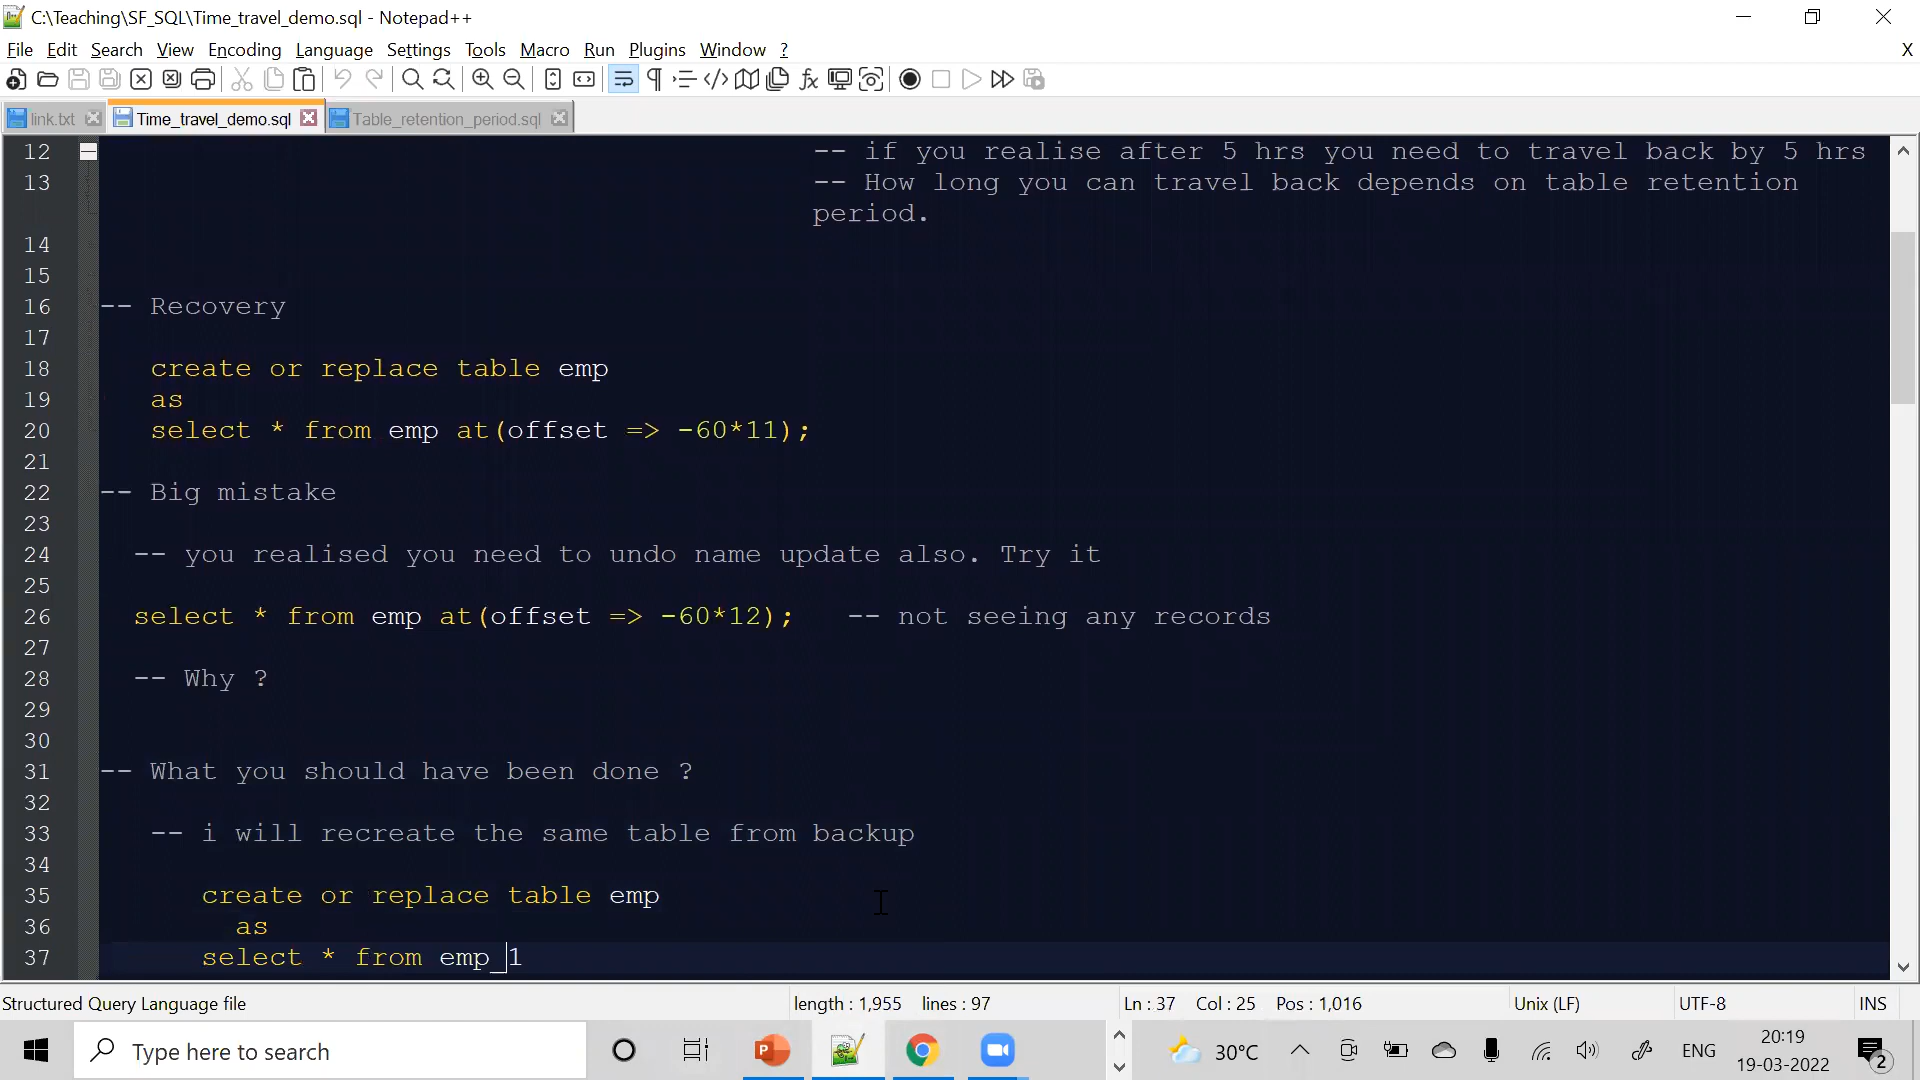 C:\Teaching\SF_SQL\Time_travel_demo.sql - Notepad++
File Edit Search View Encoding Language Settings Tools Macro Run Plugins Window ? X
link.txt Time_travel_demo.sql Table_retention_period.sql
12 -- if you realise after 5 hrs you need to travel back by 5 hrs
13 -- How long you can travel back depends on table retention
period.
14
15
16 -- Recovery
17
18 create or replace table emp
19 as
20 select * from emp at(offset => -60*11);
21
22 -- Big mistake
23
24 -- you realised you need to undo name update also. Try it
25
26 select * from emp at(offset => -60*12); -- not seeing any records
27
28 -- Why ?
29
30
31 -- What you should have been done ?
32
33 -- i will recreate the same table from backup
34
35 create or replace table emp
36 as
37 select * from emp_1
Structured Query Language file length : 1,955 lines : 97 Ln : 37 Col : 25 Pos : 1,016 Unix (LF) UTF-8 INS
Type here to search 30°C ENG 20:19
19-03-2022 2